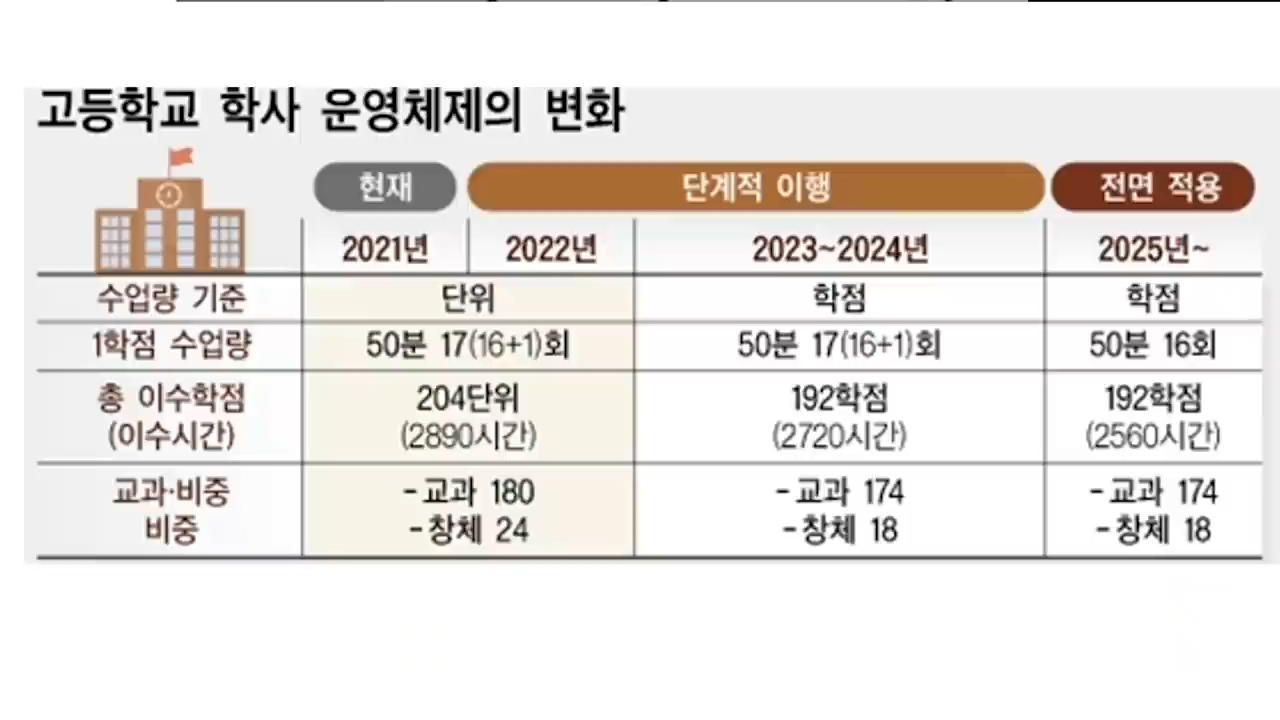 고등학교 학사 운영체제의 변화
현재 단계적 이행 전면 적용
2021년 2022년 2023~2024년 2025년~
수업량 기준 단위 학점 학점
1학점 수업량 50분 17(16+1)회 50분 17(16+1)회 50분 16회
총 이수학점 204단위 192학점 192학점
(이수시간) (2890시간) (2720시간) (2560시간)
교과·비중 -교과 180 -교과 174 -교과 174
비중 -창체 24 -창체 18 -창체 18